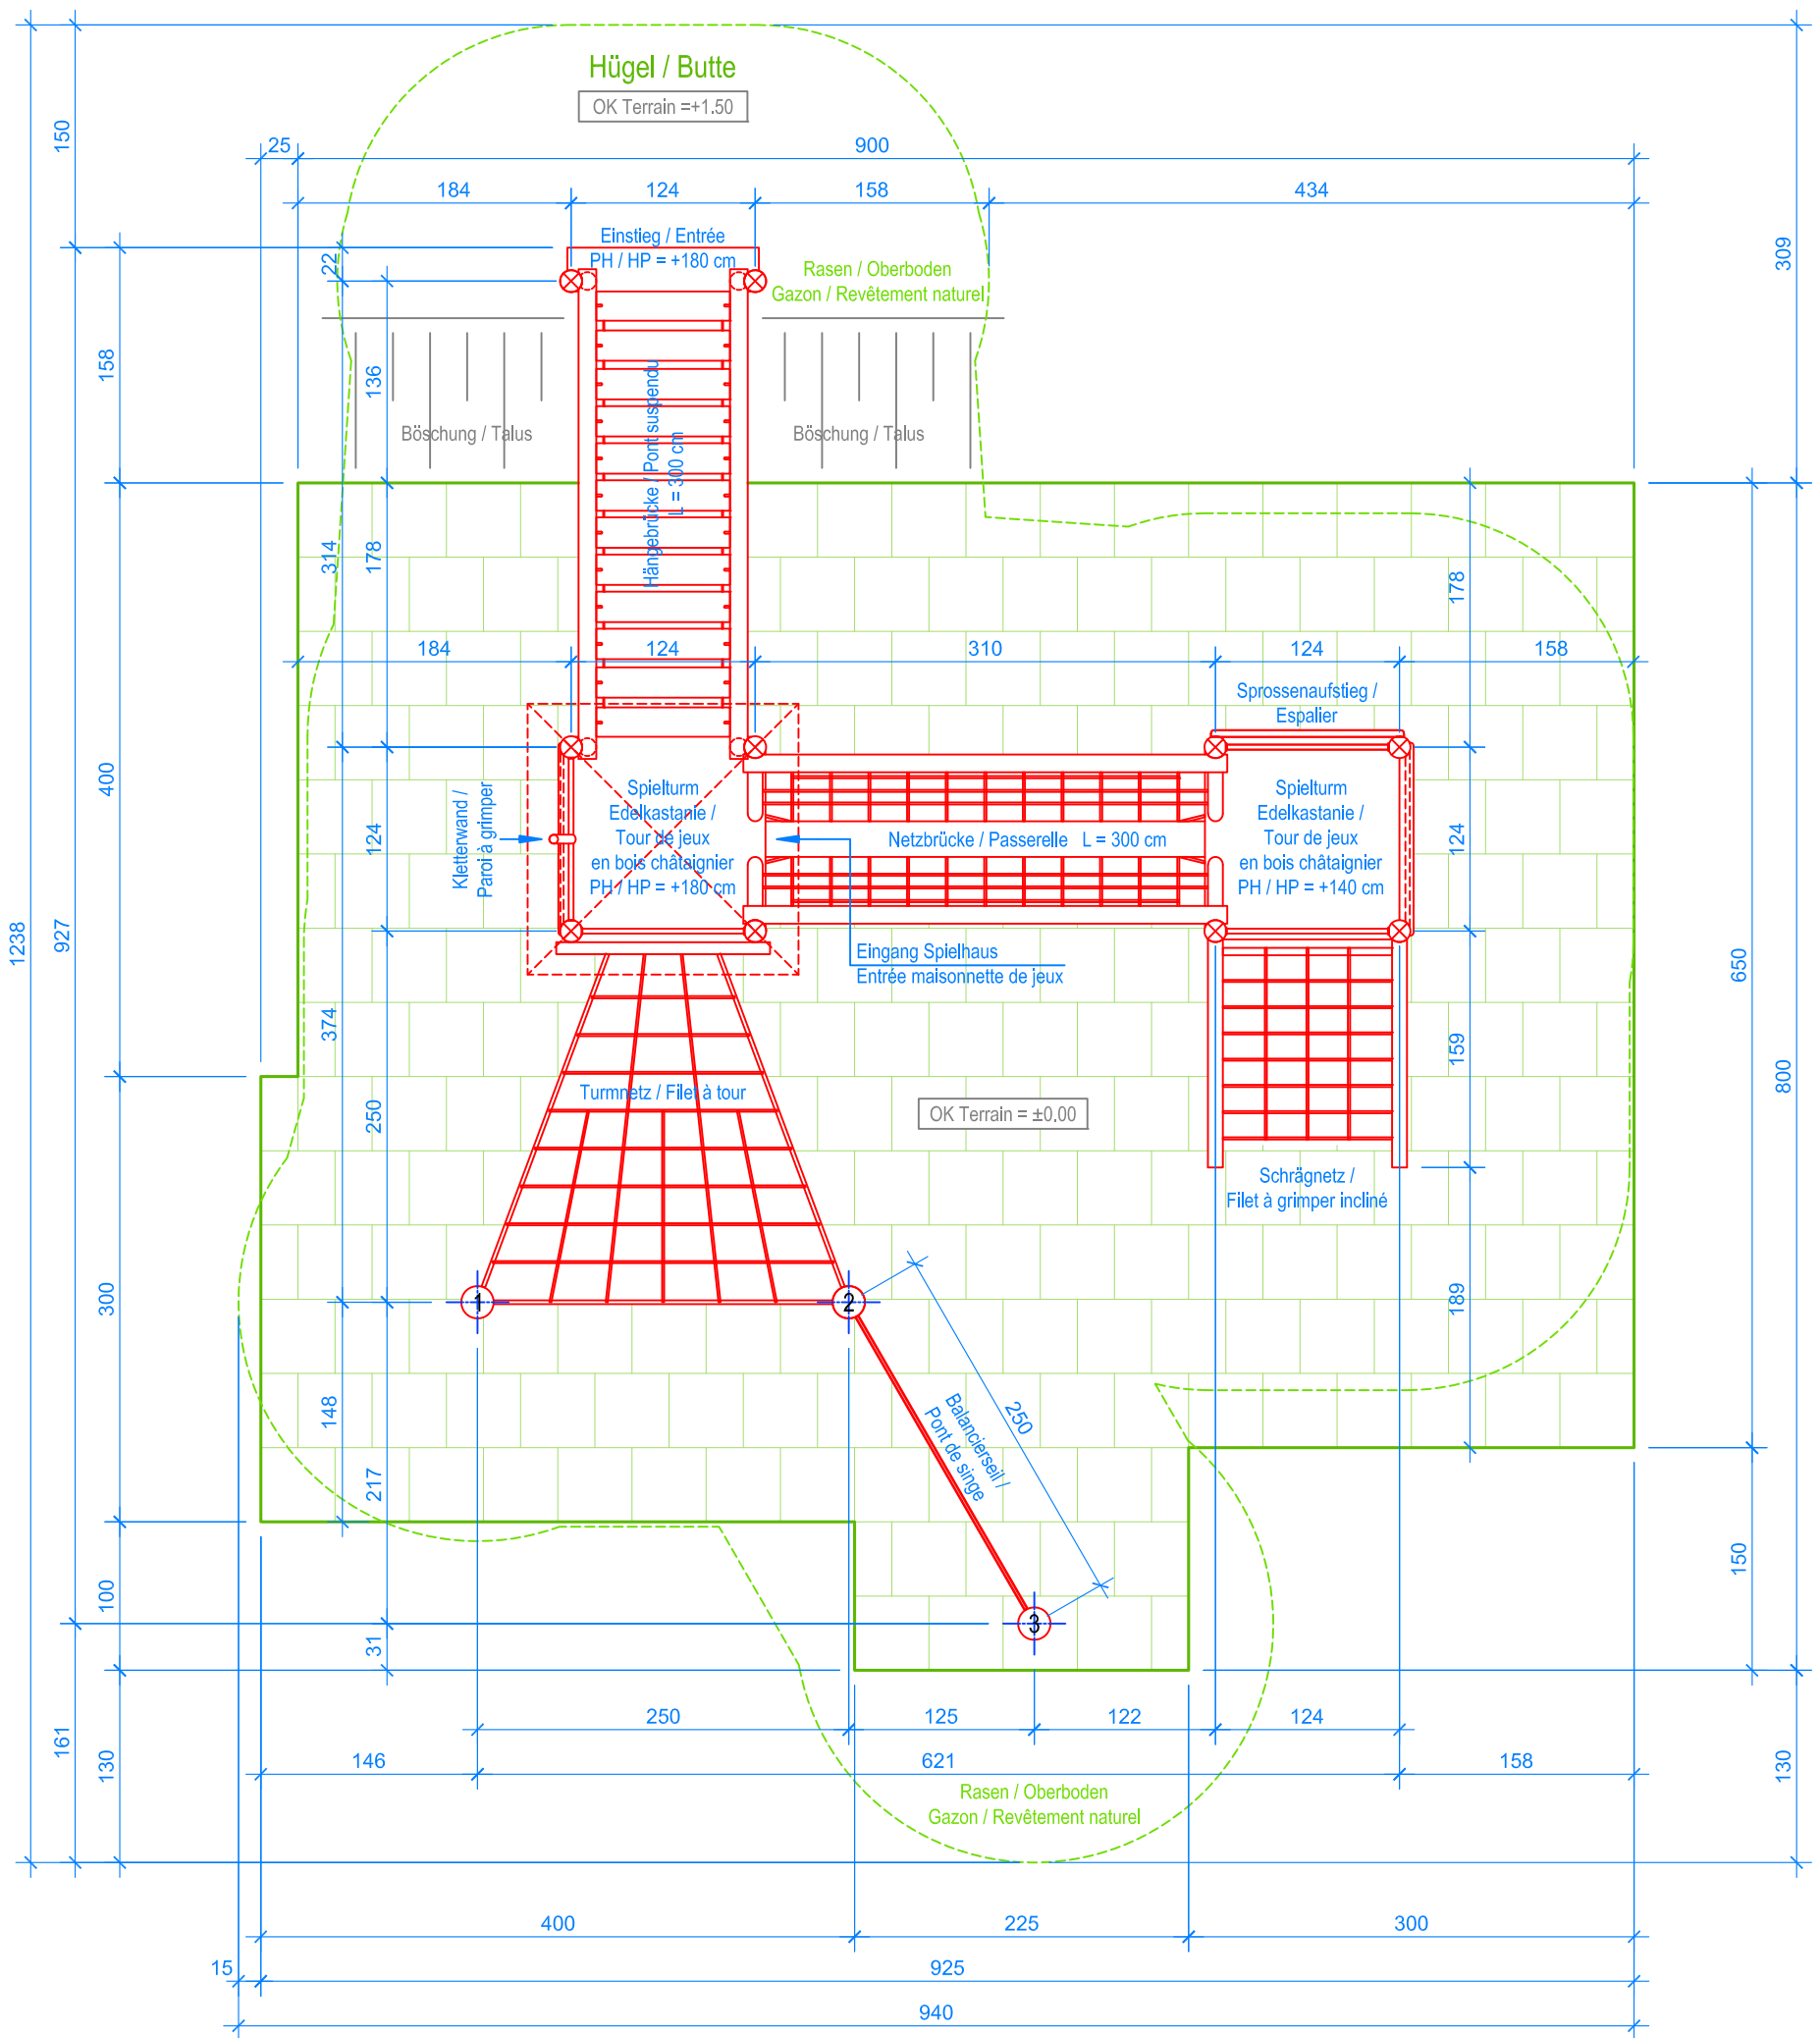 Hügel / Butte
OK Terrain =+1.50
150
25
900
184
124
158
434
309
Einstieg / Entrée
PH / HP = +180 cm
22
Rasen / Oberboden
Gazon / Revêtement naturel
158
136
Hängebrücke / Pont suspendu
L = 300 cm
Böschung / Talus
Böschung / Talus
314
178
178
184
124
310
124
158
Sprossenaufstieg /
Espalier
400
124
Klettenwand /
Paroi à grimper
Spielturm
Edelkastanie /
Tour de jeux
en bois châtaignier
PH / HP = +180 cm
Netzbrücke / Passerelle L = 300 cm
Spielturm
Edelkastanie /
Tour de jeux
en bois châtaignier
PH / HP = +140 cm
124
1238
927
Eingang Spielhaus
Entrée maisonnette de jeux
650
800
374
159
250
Turmnetz / Filet à tour
OK Terrain = ±0,00
Schrägnetz /
Filet à grimper incliné
300
1
2
189
148
217
Balancierseil /
Pont de singe
250
100
31
3
150
161
130
250
125
122
124
146
621
158
130
Rasen / Oberboden
Gazon / Revêtement naturel
400
225
300
15
925
940